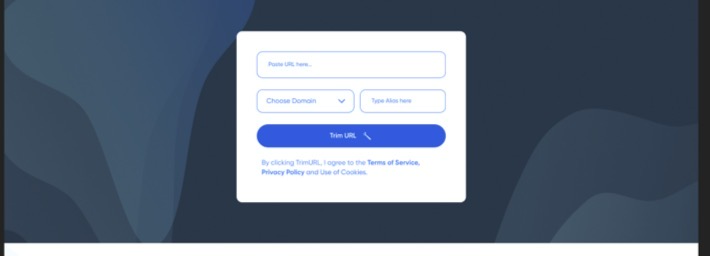 Paste URL here...
Choose Domain
Type Alias here
Trim URL
By clicking TrimURL, I agree to the Terms of Service,
Privacy Policy and Use of Cookies.